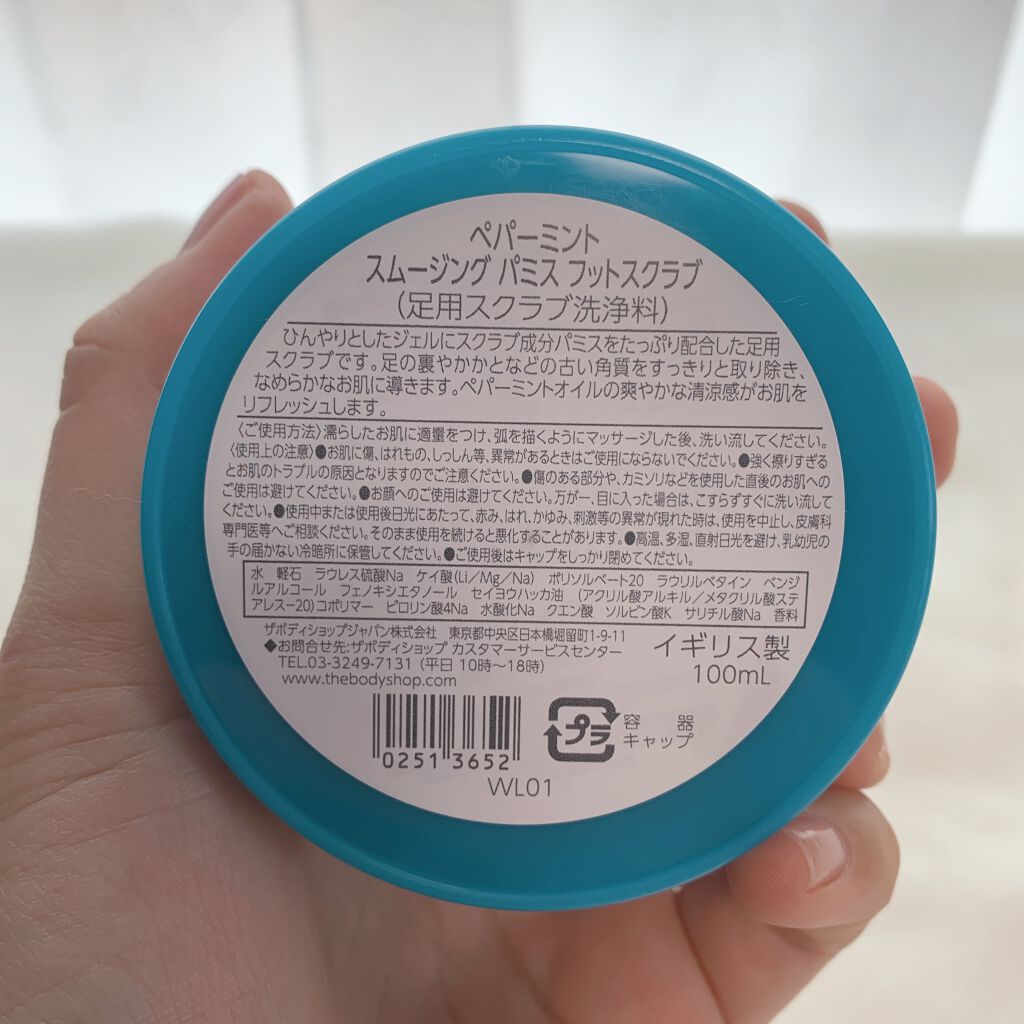 ペパーミント
スムージング パミス フットスクラブ
(足用スクラブ洗浄料)
ひんやりとしたジェルにスクラブ成分パミスをたっぷり配合した足用
スクラブです。足の裏やかかとなどの古い角質をすっきりと取り除き、
なめらかなお肌に導きます。ペパーミントオイルの爽やかな清涼感がお肌を
リフレッシュします。
〈ご使用方法〉濡らしたお肌に適量をつけ、弧を描くようにマッサージした後、洗い流してください。
〈使用上の注意〉●お肌に傷、はれもの、しっしん等、異常があるときはご使用にならないでください。●強く擦りすぎる
とお肌のトラブルの原因となりますのでご注意ください。●傷のある部分や、カミソリなどを使用した直後のお肌への
ご使用は避けてください。●お顔へのご使用は避けてください。万が一、目に入った場合は、こすらずすぐに洗い流して
ください。●使用中または使用後日光にあたって、赤み、はれ、かゆみ、刺激等の異常が現れた時は、使用を中止し、皮膚科
専門医等へご相談ください。そのまま使用を続けると悪化することがあります。●高温、多湿、直射日光を避け、乳幼児の
手の届かない冷暗所に保管してください。●ご使用後はキャップをしっかり閉めてください。
水 軽石 ラウレス硫酸Na ケイ酸(Li/Mg/Na) ポリソルベート20 ラウリルベタイン ベンジ
ルアルコール フェノキシエタノール セイヨウハッカ油 (アクリル酸アルキル/メタクリル酸ステ
アレス-20)コポリマー ピロリン酸4Na 水酸化Na クエン酸 ソルビン酸K サリチル酸Na 香料
ザボディショップジャパン株式会社 東京都中央区日本橋堀留町1-9-11
◆お問合せ先:ザボディショップ カスタマーサービスセンター
TEL.03-3249-7131 (平日 10時～18時)
www.thebodyshop.com
イギリス製
100mL
0251 3652
プラ
容器
キャップ
WL01